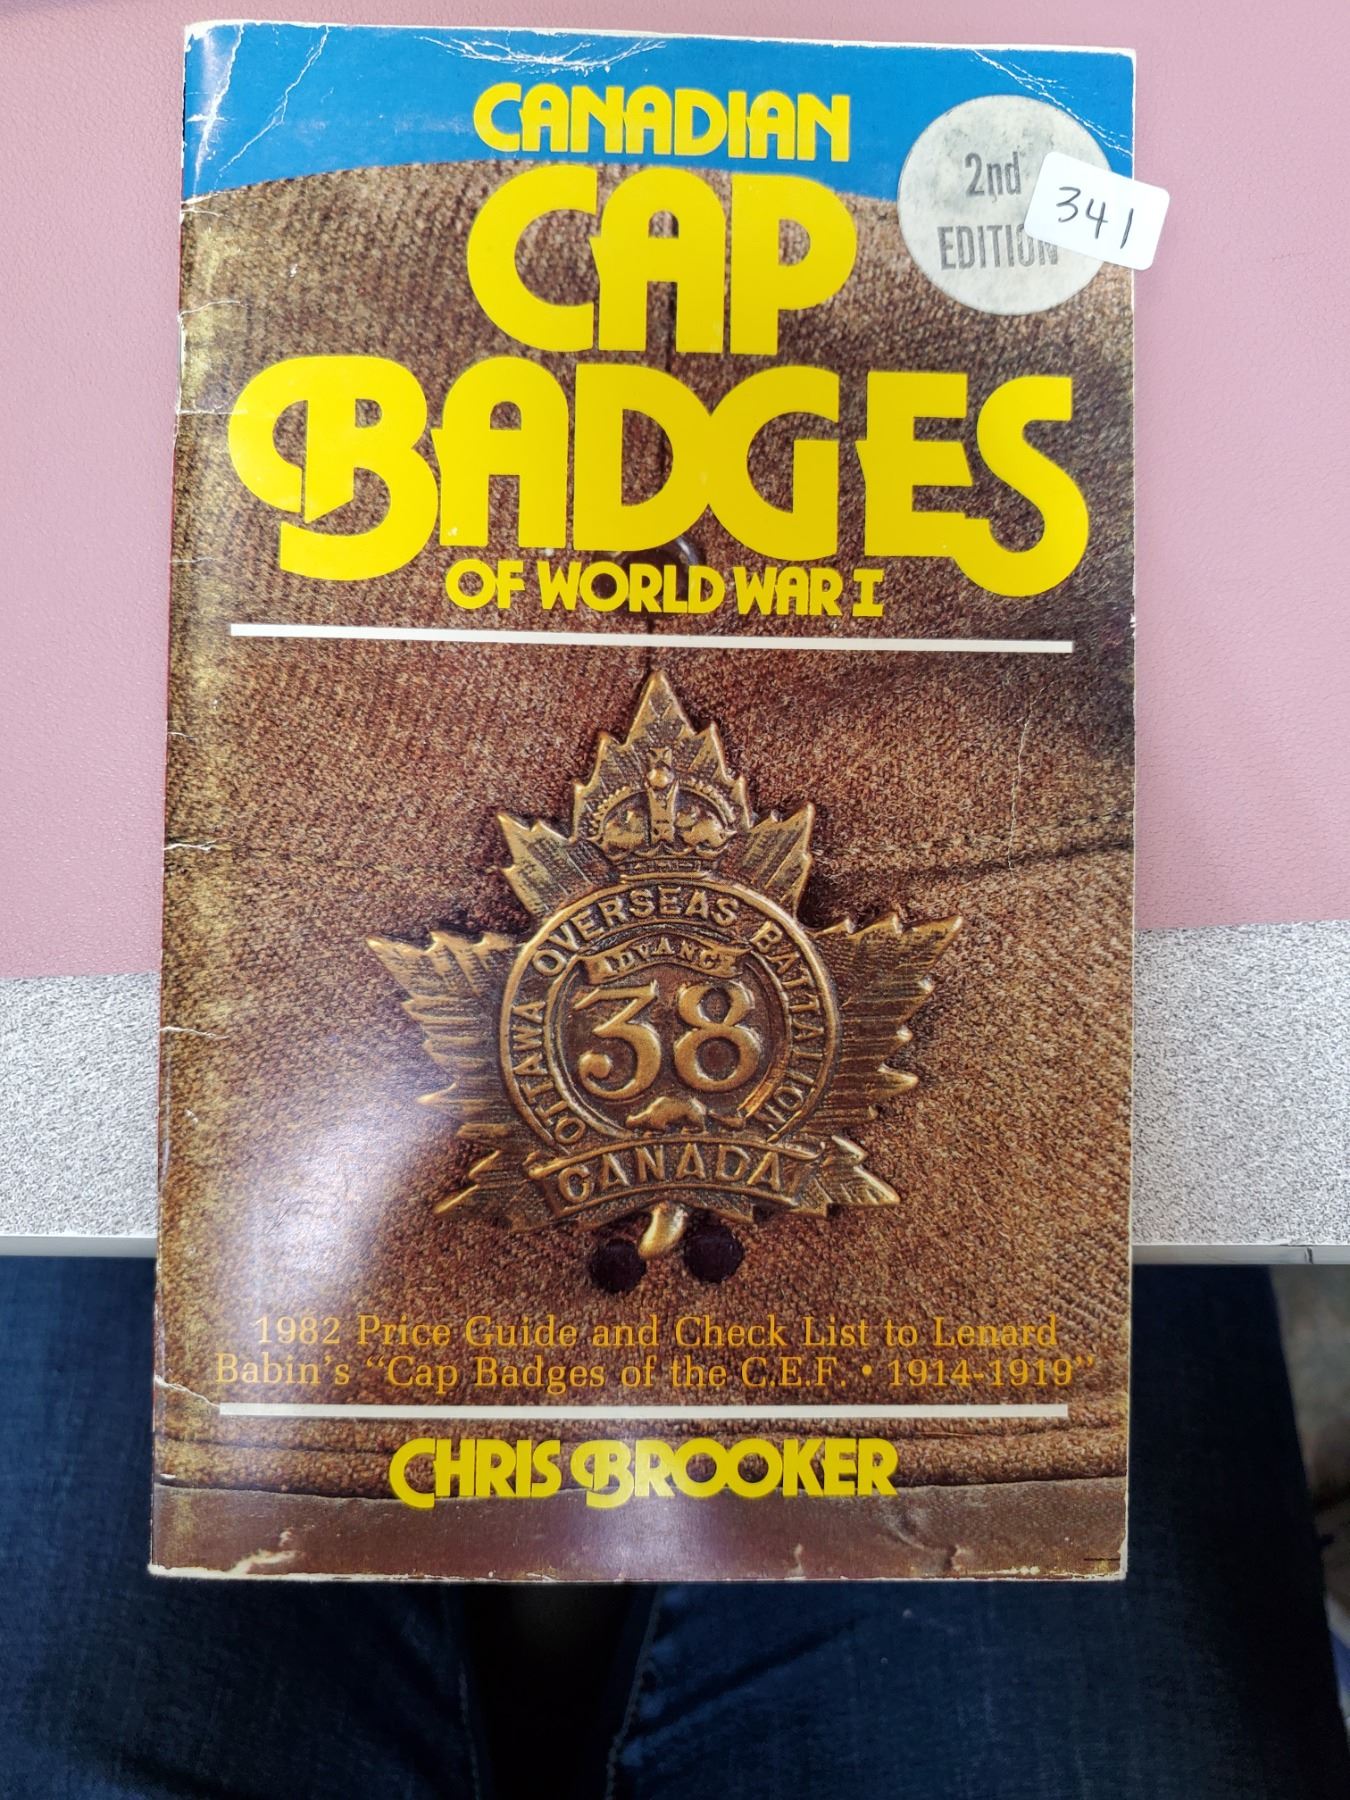 CANADIAN
CAP
BADGES
OF WORLD WAR I
2nd
EDITION
341
OTTAWA OVERSEAS BATTALION
ADVANCE
38
CANADA
1982 Price Guide and Check List to Lenard
Babin's "Cap Badges of the C.E.F. • 1914-1919"
CHRIS BROOKER